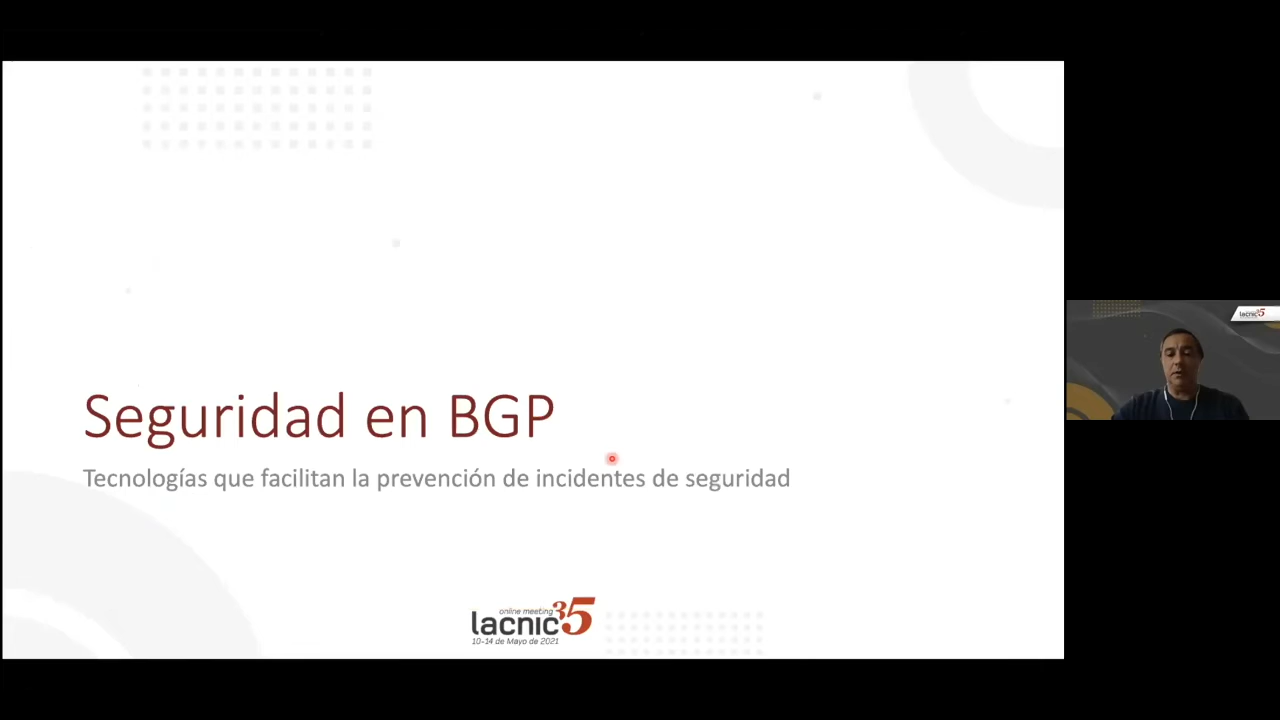 Seguridad en BGP
Tecnologías que facilitan la prevención de incidentes de seguridad
online meeting
lacnic35
10-14 de Mayo de 2021
lacnic35